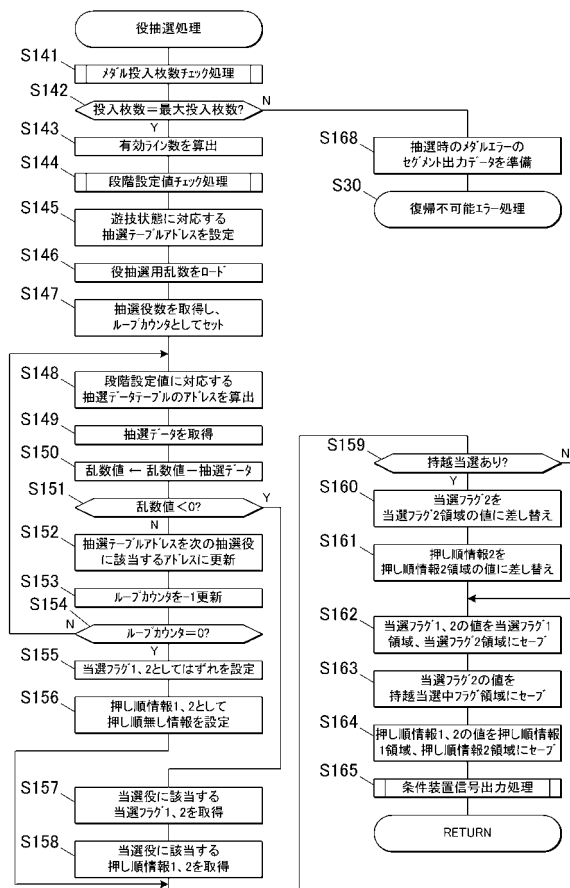 役抽選処理
S141
メダル投入枚数チェック処理
S142
投入枚数=最大投入枚数?
N
Y
S143
有効ライン数を算出
S144
段階設定値チェック処理
S145
遊技状態に対応する
抽選テーブルアドレスを設定
S146
役抽選用乱数をロード
S147
抽選役数を取得し、
ループカウンタとしてセット
S148
段階設定値に対応する
抽選データテーブルのアドレスを算出
S149
抽選データを取得
S150
乱数値 ← 乱数値-抽選データ
S151
乱数値<0?
Y
N
S152
抽選テーブルアドレスを次の抽選役
に該当するアドレスに更新
S153
ループカウンタを-1更新
S154
N
ループカウンタ=0?
Y
S155
当選フラグ1、2としてはずれを設定
S156
押し順情報1、2として
押し順無し情報を設定
S157
当選役に該当する
当選フラグ1、2を取得
S158
当選役に該当する
押し順情報1、2を取得
S168
抽選時のメダルエラーの
セグメント出力データを準備
S30
復帰不可能エラー処理
S159
持越当選あり?
N
Y
S160
当選フラグ2を
当選フラグ2領域の値に差し替え
S161
押し順情報2を
押し順情報2領域の値に差し替え
S162
当選フラグ1、2の値を当選フラグ1
領域、当選フラグ2領域にセーブ
S163
当選フラグ2の値を
持越当選中フラグ領域にセーブ
S164
押し順情報1、2の値を押し順情報
1領域、押し順情報2領域にセーブ
S165
条件装置信号出力処理
RETURN